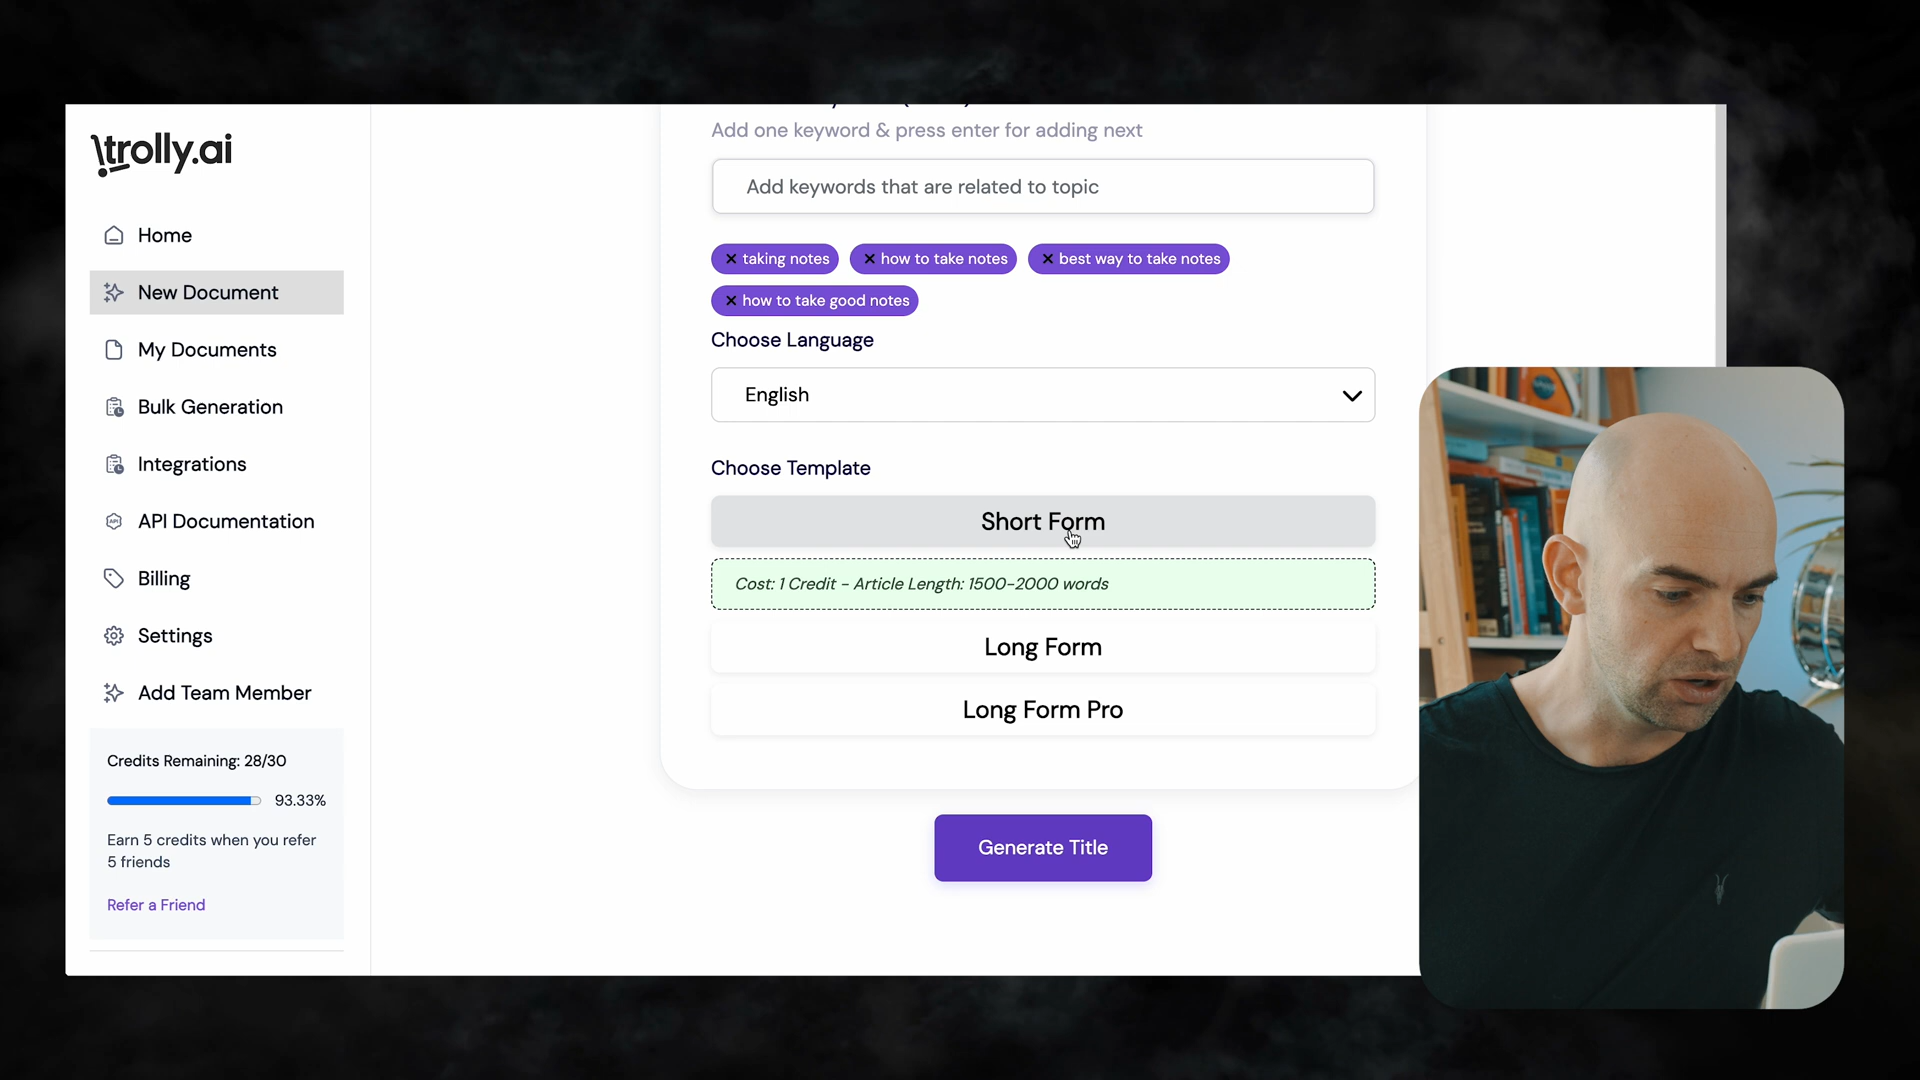 trolly.ai
Home
New Document
My Documents
Bulk Generation
Integrations
API Documentation
Billing
Settings
Add Team Member
Credits Remaining: 28/30
93.33%
Earn 5 credits when you refer
5 friends
Refer a Friend
Add one keyword & press enter for adding next
Add keywords that are related to topic
× taking notes
× how to take notes
× best way to take notes
× how to take good notes
Choose Language
English
Choose Template
Short Form
Cost: 1 Credit - Article Length: 1500-2000 words
Long Form
Long Form Pro
Generate Title